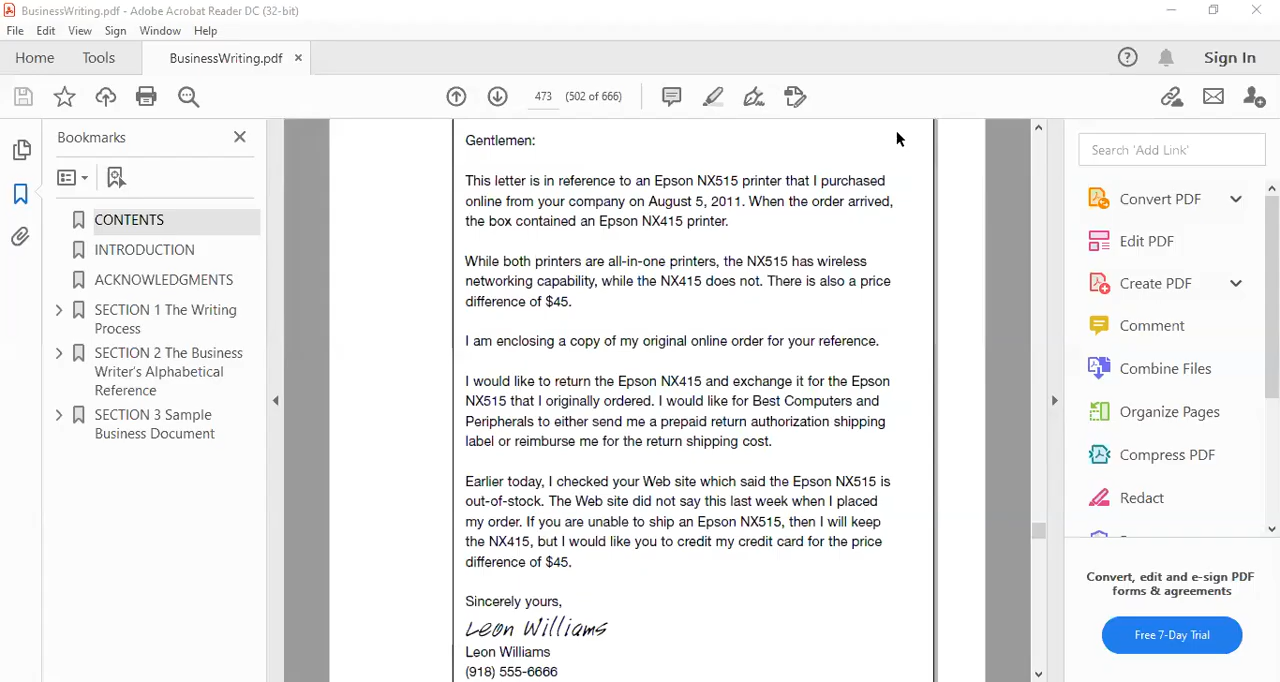 BusinessWriting.pdf - Adobe Acrobat Reader DC (32-bit)
File Edit View Sign Window Help
Home Tools BusinessWriting.pdf × Sign In
473 (502 of 666)
Bookmarks
CONTENTS
INTRODUCTION
ACKNOWLEDGMENTS
SECTION 1 The Writing
Process
SECTION 2 The Business
Writer's Alphabetical
Reference
SECTION 3 Sample
Business Document
Gentlemen:
This letter is in reference to an Epson NX515 printer that I purchased
online from your company on August 5, 2011. When the order arrived,
the box contained an Epson NX415 printer.
While both printers are all-in-one printers, the NX515 has wireless
networking capability, while the NX415 does not. There is also a price
difference of $45.
I am enclosing a copy of my original online order for your reference.
I would like to return the Epson NX415 and exchange it for the Epson
NX515 that I originally ordered. I would like for Best Computers and
Peripherals to either send me a prepaid return authorization shipping
label or reimburse me for the return shipping cost.
Earlier today, I checked your Web site which said the Epson NX515 is
out-of-stock. The Web site did not say this last week when I placed
my order. If you are unable to ship an Epson NX515, then I will keep
the NX415, but I would like you to credit my credit card for the price
difference of $45.
Sincerely yours,
Leon Williams
Leon Williams
(918) 555-6666
Search 'Add Link'
Convert PDF
Edit PDF
Create PDF
Comment
Combine Files
Organize Pages
Compress PDF
Redact
Convert, edit and e-sign PDF
forms & agreements
Free 7-Day Trial